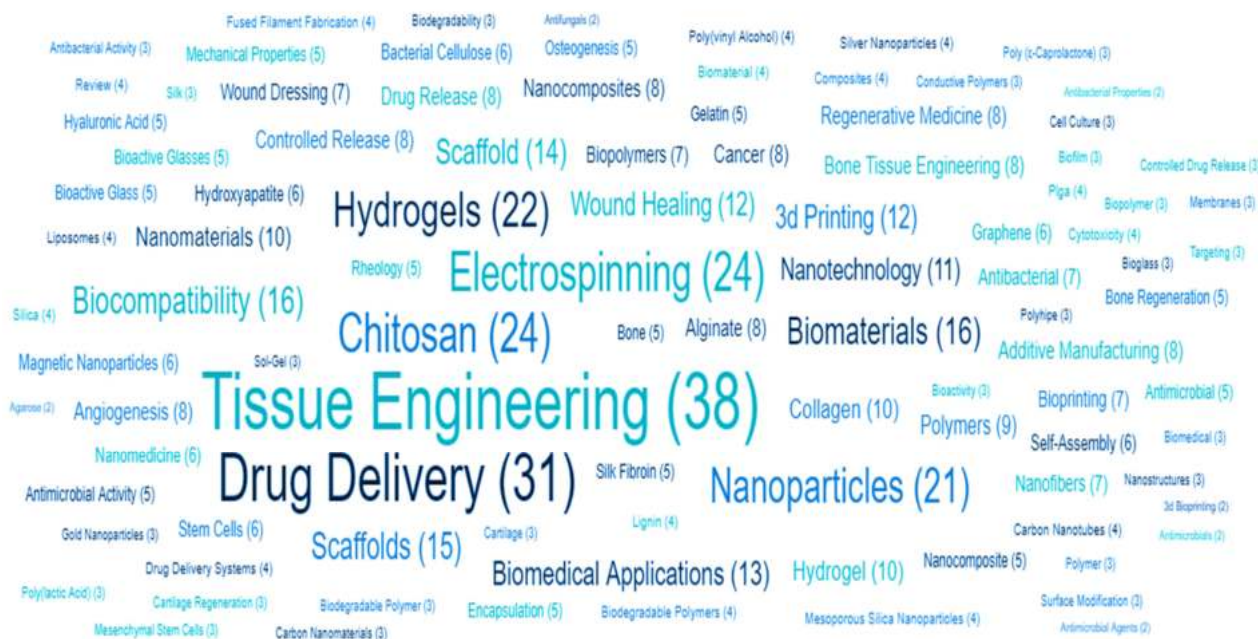 Fused Filament Fabrication (4)
Biodegradability (3)
Antifungals (2)
Antibacterial Activity (3)
Mechanical Properties (5)
Bacterial Cellulose (6)
Osteogenesis (5)
Poly(vinyl Alcohol) (4)
Silver Nanoparticles (4)
Poly (ε-Caprolactone) (3)
Review (4)
Silk (3)
Wound Dressing (7)
Drug Release (8)
Nanocomposites (8)
Biomaterial (4)
Composites (4)
Conductive Polymers (3)
Antibacterial Properties (2)
Hyaluronic Acid (5)
Controlled Release (8)
Gelatin (5)
Regenerative Medicine (8)
Cell Culture (3)
Bioactive Glasses (5)
Scaffold (14)
Biopolymers (7)
Cancer (8)
Bone Tissue Engineering (8)
Biofilm (3)
Controlled Drug Release (3)
Bioactive Glass (5)
Hydroxyapatite (6)
Hydrogels (22)
Wound Healing (12)
3d Printing (12)
Plga (4)
Biopolymer (3)
Membranes (3)
Liposomes (4)
Nanomaterials (10)
Graphene (6)
Cytotoxicity (4)
Rheology (5)
Electrospinning (24)
Nanotechnology (11)
Antibacterial (7)
Bioglass (3)
Targeting (3)
Silica (4)
Biocompatibility (16)
Bone Regeneration (5)
Chitosan (24)
Bone (5)
Alginate (8)
Biomaterials (16)
Polyhipe (3)
Magnetic Nanoparticles (6)
Sol-Gel (3)
Additive Manufacturing (8)
Agarose (2)
Angiogenesis (8)
Tissue Engineering (38)
Collagen (10)
Bioactivity (3)
Bioprinting (7)
Antimicrobial (5)
Polymers (9)
Nanomedicine (6)
Self-Assembly (6)
Biomedical (3)
Antimicrobial Activity (5)
Drug Delivery (31)
Silk Fibroin (5)
Nanoparticles (21)
Nanofibers (7)
Nanostructures (3)
3d Bioprinting (2)
Gold Nanoparticles (3)
Stem Cells (6)
Scaffolds (15)
Cartilage (3)
Lignin (4)
Carbon Nanotubes (4)
Antimicrobials (2)
Drug Delivery Systems (4)
Biomedical Applications (13)
Hydrogel (10)
Nanocomposite (5)
Polymer (3)
Poly(lactic Acid) (3)
Cartilage Regeneration (3)
Biodegradable Polymer (3)
Encapsulation (5)
Biodegradable Polymers (4)
Mesoporous Silica Nanoparticles (4)
Surface Modification (3)
Mesenchymal Stem Cells (3)
Carbon Nanomaterials (3)
Antimicrobial Agents (2)